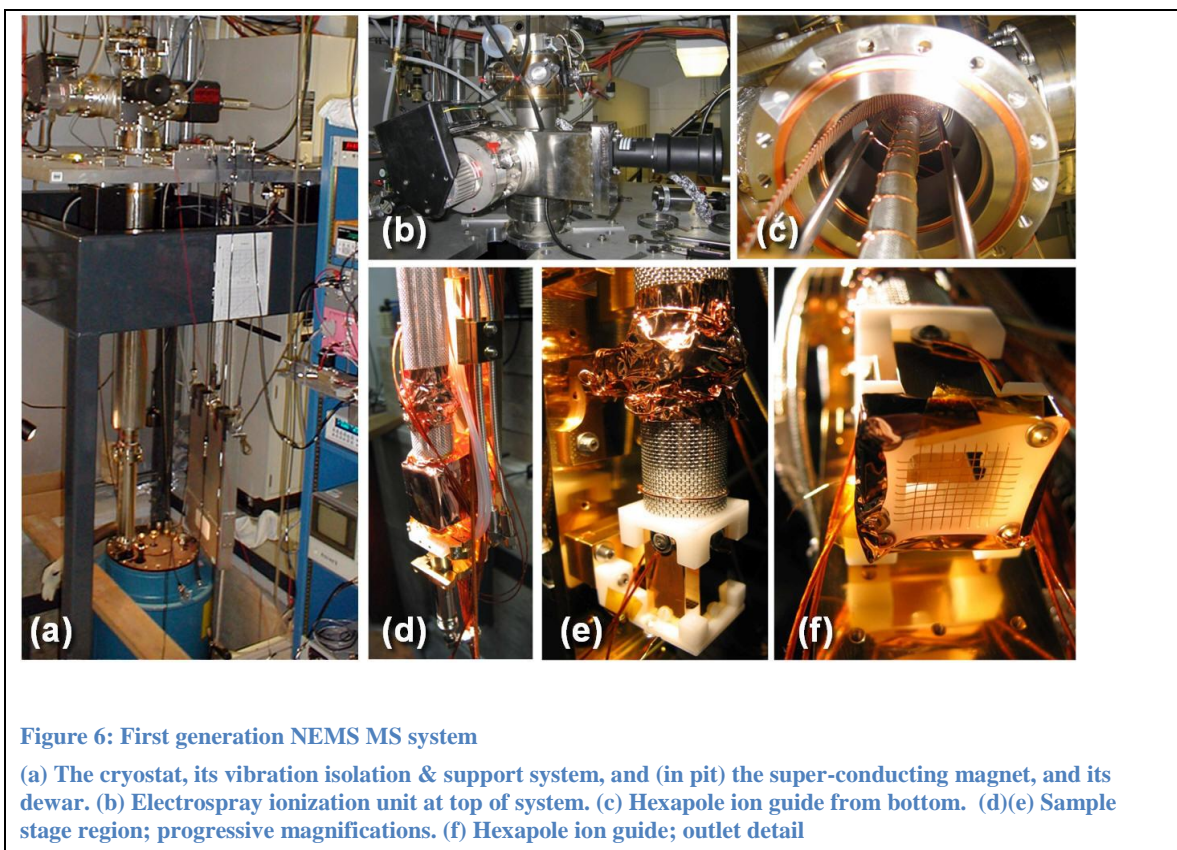 (a)
(b)
(c)
(d)
(e)
(f)
Figure 6: First generation NEMS MS system
(a) The cryostat, its vibration isolation & support system, and (in pit) the super-conducting magnet, and its
dewar. (b) Electrospray ionization unit at top of system. (c) Hexapole ion guide from bottom. (d)(e) Sample
stage region; progressive magnifications. (f) Hexapole ion guide; outlet detail